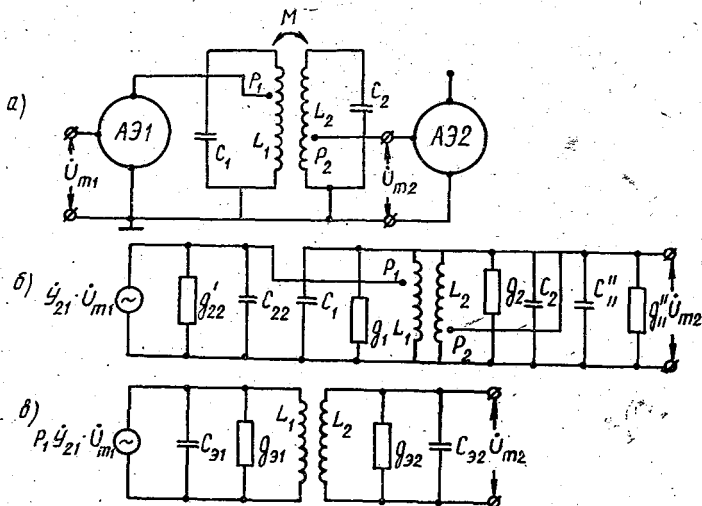 M
а)
АЭ1
P₁
L₁
C₁
L₂
P₂
C₂
АЭ2
U̇m1
U̇m2
б)
Ẏ₂₁·U̇m1
g'₂₂
C₂₂
C₁
g₁
P₁
L₁
L₂
P₂
g₂
C₂
C''₁₁
g''₁₁
U̇m2
в)
P₁Ẏ₂₁·U̇m1
Cэ1
gэ1
L₁
L₂
gэ2
Cэ2
U̇m2